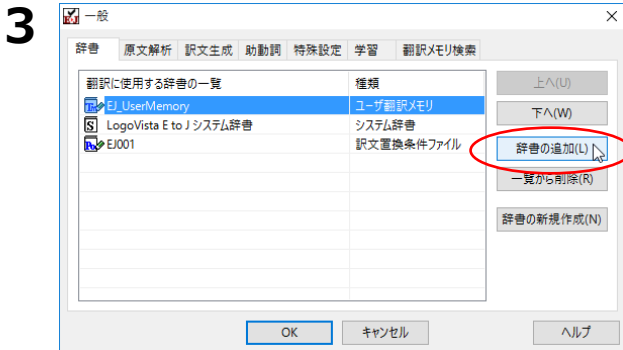 3
一般
辞書 原文解析 訳文生成 助動詞 特殊設定 学習 翻訳メモリ検索
翻訳に使用する辞書の一覧 種類
EJ_UserMemory ユーザ翻訳メモリ
LogoVista E to J システム辞書 システム辞書
EJ001 訳文置換条件ファイル
上へ(U)
下へ(W)
辞書の追加(L)
一覧から削除(R)
辞書の新規作成(N)
OK キャンセル ヘルプ